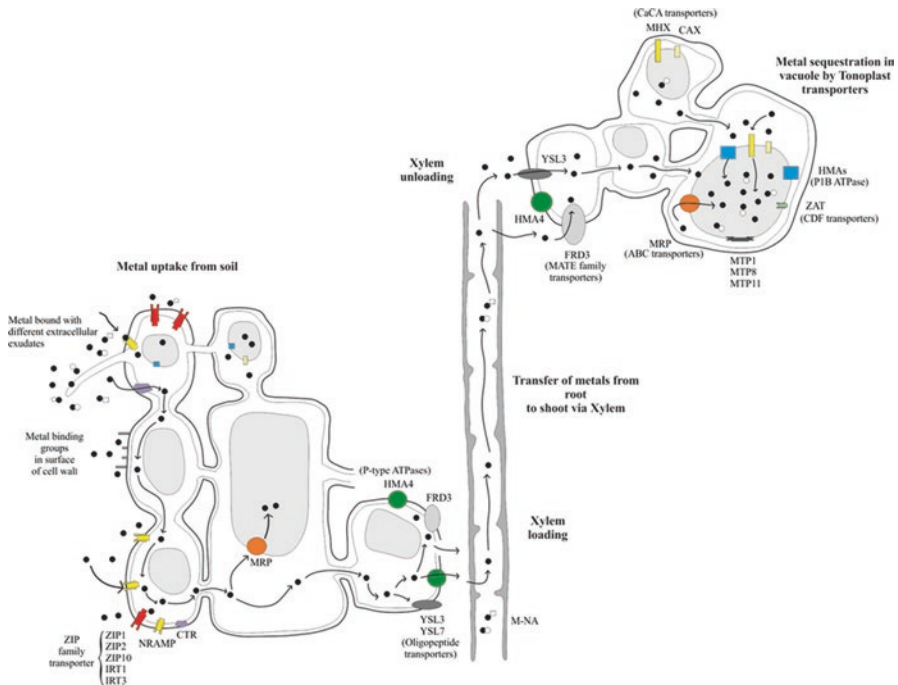 (CaCA transporters)
MHX CAX
Metal sequestration in
vacuole by Tonoplast
transporters
Xylem
unloading
YSL3
HMAs
(P1B ATPase)
HMA4
ZAT
(CDF transporters)
FRD3
(MATE family
transporters)
MRP
(ABC transporters)
MTP1
MTP8
MTP11
Metal uptake from soil
Metal bound with
different extracellular
exudates
Transfer of metals from
root
to shoot via Xylem
Metal binding
groups
in surface
of cell walt
(P-type ATPases)
HMA4
FRD3
Xylem
loading
MRP
YSL3
YSL7
(Oligopeptide
transporters)
M-NA
NRAMP
CTR
ZIP
family
transporter
ZIP1
ZIP2
ZIP10
IRT1
IRT3